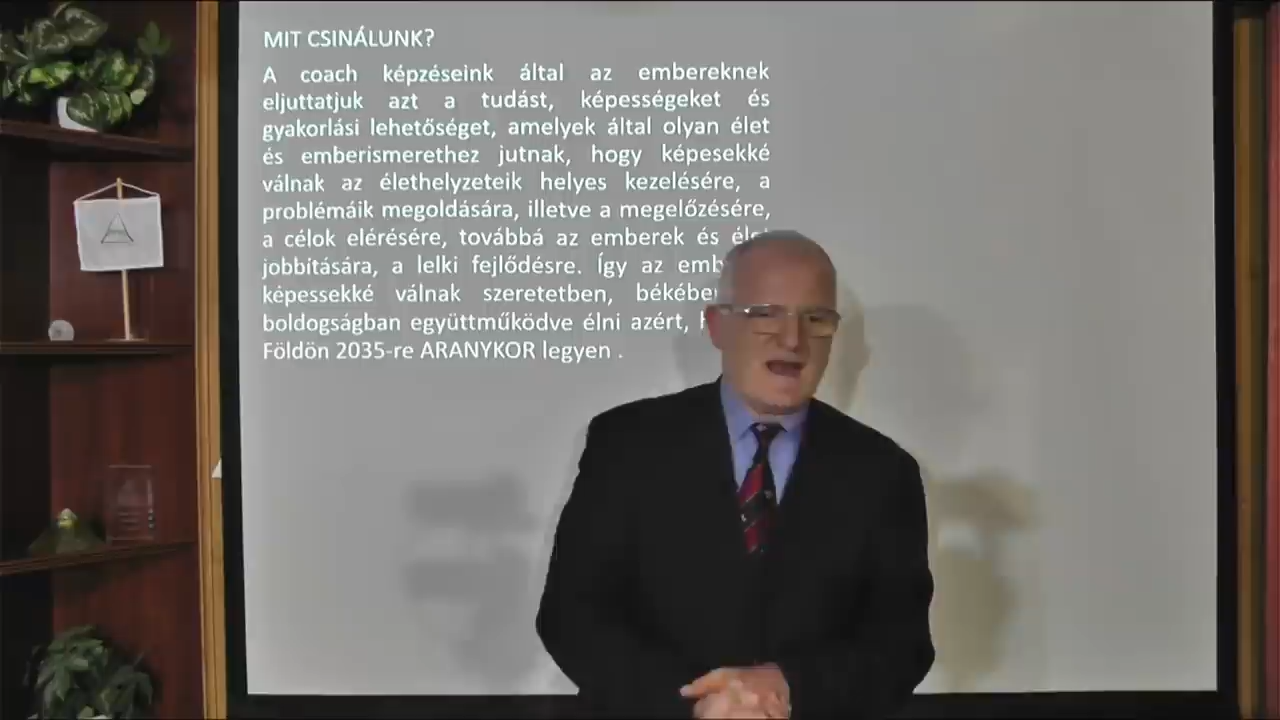 MIT CSINÁLUNK?
A coach képzéseink által az embereknek
eljuttatjuk azt a tudást, képességeket és
gyakorlási lehetőséget, amelyek által olyan élet
és emberismerethez jutnak, hogy képesekké
válnak az élethelyzeteik helyes kezelésére, a
problémáik megoldására, illetve a megelőzésére,
a célok elérésére, továbbá az emberek és
jobbítására, a lelki fejlődésre. Így az
képessekké válnak szeretetben,
boldogságban együttműködve élni azért,
Földön 2035-re ARANYKOR legyen .